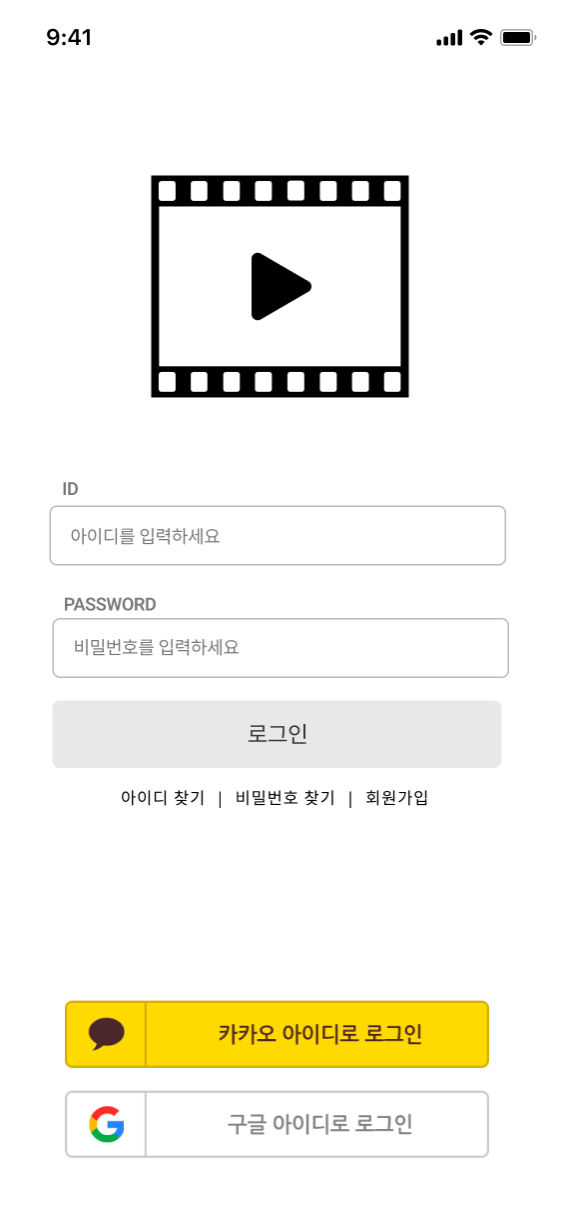 9:41
ID
아이디를 입력하세요
PASSWORD
비밀번호를 입력하세요
로그인
아이디 찾기 | 비밀번호 찾기 | 회원가입
카카오 아이디로 로그인
구글 아이디로 로그인